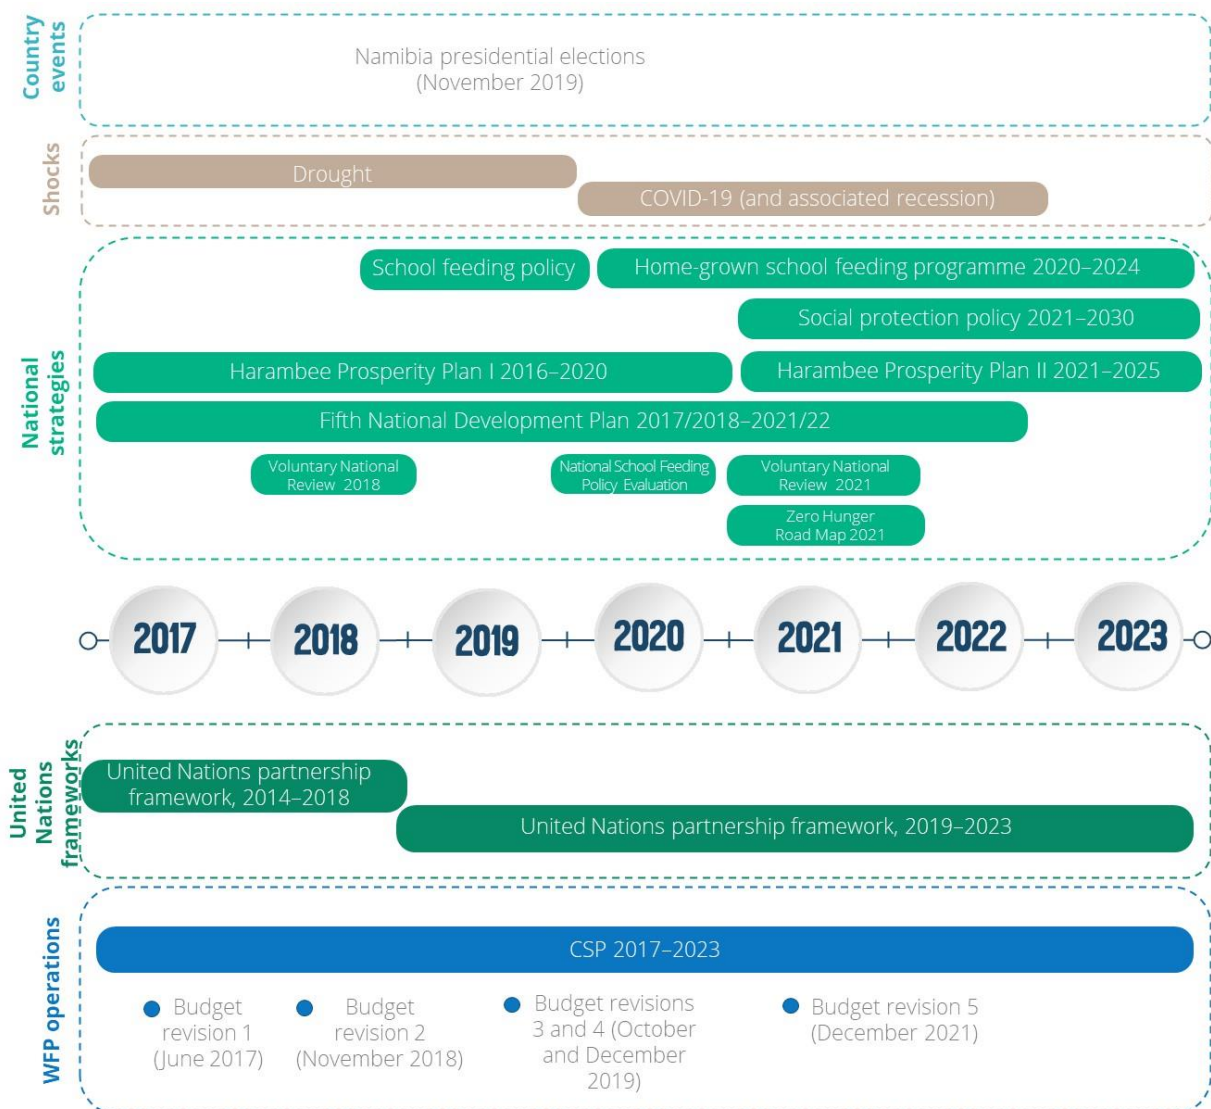 Country
events
Namibia presidential elections
(November 2019)
Shocks
Drought
COVID-19 (and associated recession)
National
strategies
School feeding policy
Home-grown school feeding programme 2020–2024
Social protection policy 2021–2030
Harambee Prosperity Plan I 2016–2020
Harambee Prosperity Plan II 2021–2025
Fifth National Development Plan 2017/2018–2021/22
Voluntary National
Review 2018
National School Feeding
Policy Evaluation
Voluntary National
Review 2021
Zero Hunger
Road Map 2021
2017
2018
2019
2020
2021
2022
2023
United
Nations
frameworks
United Nations partnership
framework, 2014–2018
United Nations partnership framework, 2019–2023
WFP operations
CSP 2017–2023
Budget
revision 1
(June 2017)
Budget
revision 2
(November 2018)
Budget revisions
3 and 4 (October
and December
2019)
Budget revision 5
(December 2021)